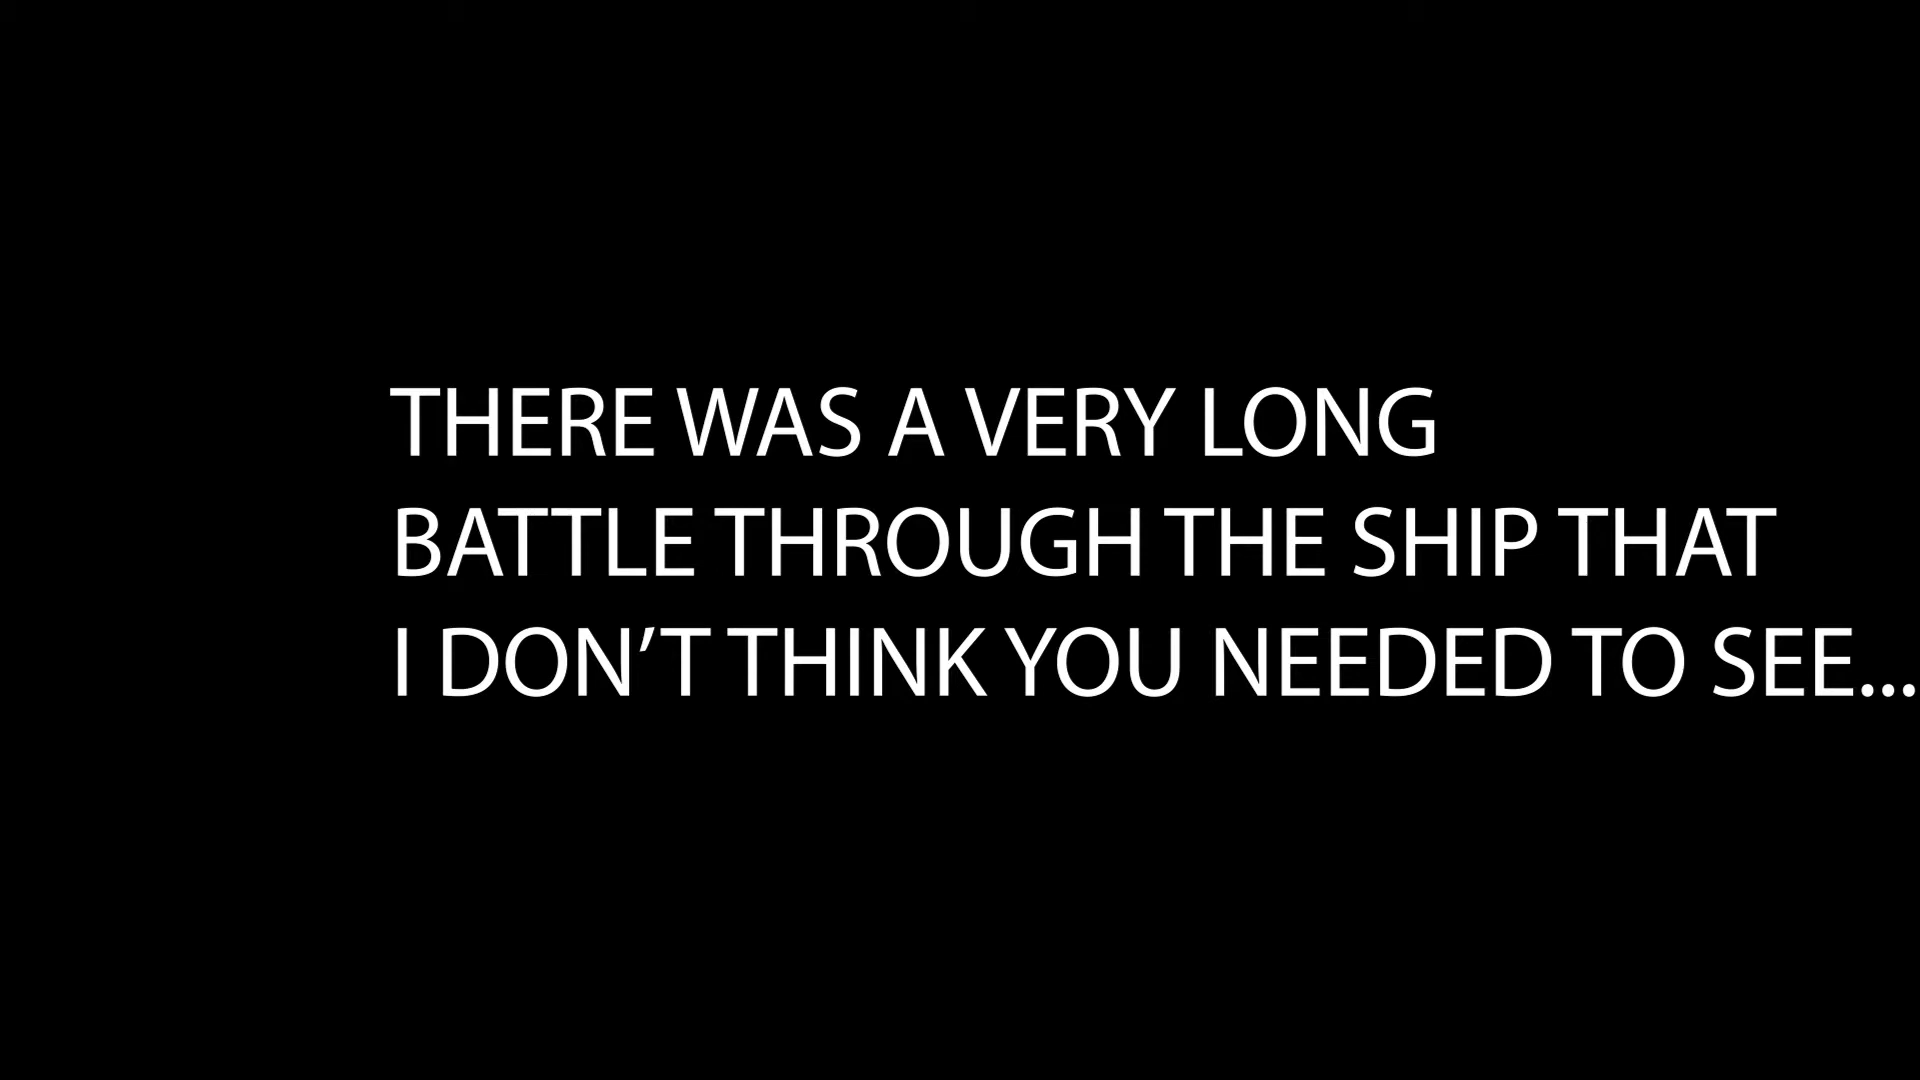 THERE WAS A VERY LONG
BATTLE THROUGH THE SHIP THAT
I DON’T THINK YOU NEEDED TO SEE...